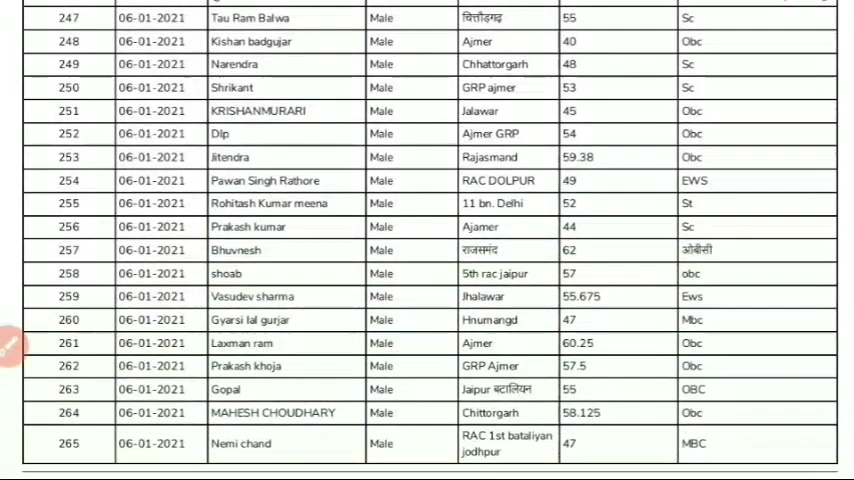 247 06-01-2021 Tau Ram Balwa Male चित्तौड़गढ़ 55 Sc
248 06-01-2021 Kishan badgujar Male Ajmer 40 Obc
249 06-01-2021 Narendra Male Chhattorgarh 48 Sc
250 06-01-2021 Shrikant Male GRP ajmer 53 Sc
251 06-01-2021 KRISHANMURARI Male Jalawar 45 Obc
252 06-01-2021 Dlp Male Ajmer GRP 54 Obc
253 06-01-2021 Jitendra Male Rajasmand 59.38 Obc
254 06-01-2021 Pawan Singh Rathore Male RAC DOLPUR 49 EWS
255 06-01-2021 Rohitash Kumar meena Male 11 bn. Delhi 52 St
256 06-01-2021 Prakash kumar Male Ajamer 44 Sc
257 06-01-2021 Bhuvnesh Male राजसमंद 62 ओबीसी
258 06-01-2021 shoab Male 5th rac jaipur 57 obc
259 06-01-2021 Vasudev sharma Male Jhalawar 55.675 Ews
260 06-01-2021 Gyarsi lal gurjar Male Hnumangd 47 Mbc
261 06-01-2021 Laxman ram Male Ajmer 60.25 Obc
262 06-01-2021 Prakash khoja Male GRP Ajmer 57.5 Obc
263 06-01-2021 Gopal Male Jaipur बटालियन 55 OBC
264 06-01-2021 MAHESH CHOUDHARY Male Chittorgarh 58.125 Obc
265 06-01-2021 Nemi chand Male RAC 1st bataliyan 47 MBC
jodhpur